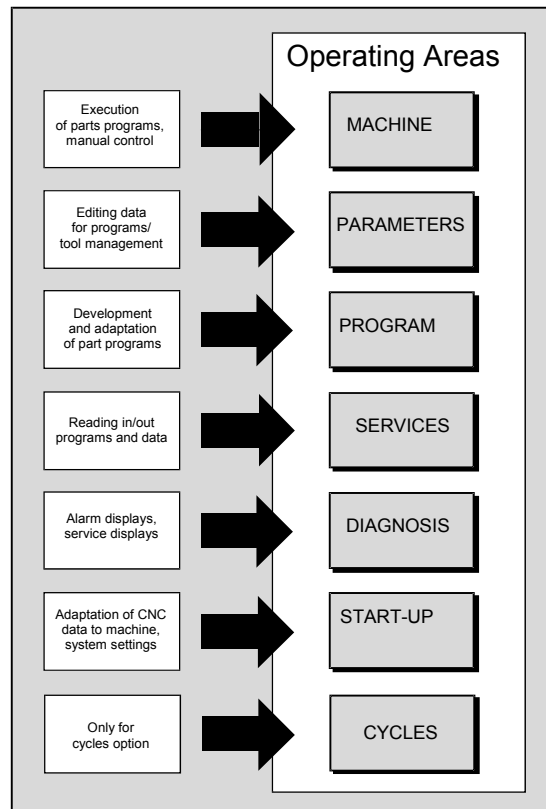 Operating Areas
Execution
of parts programs,
manual control
MACHINE
Editing data
for programs/
tool management
PARAMETERS
Development
and adaptation
of part programs
PROGRAM
Reading in/out
programs and data
SERVICES
Alarm displays,
service displays
DIAGNOSIS
Adaptation of CNC
data to machine,
system settings
START-UP
Only for
cycles option
CYCLES